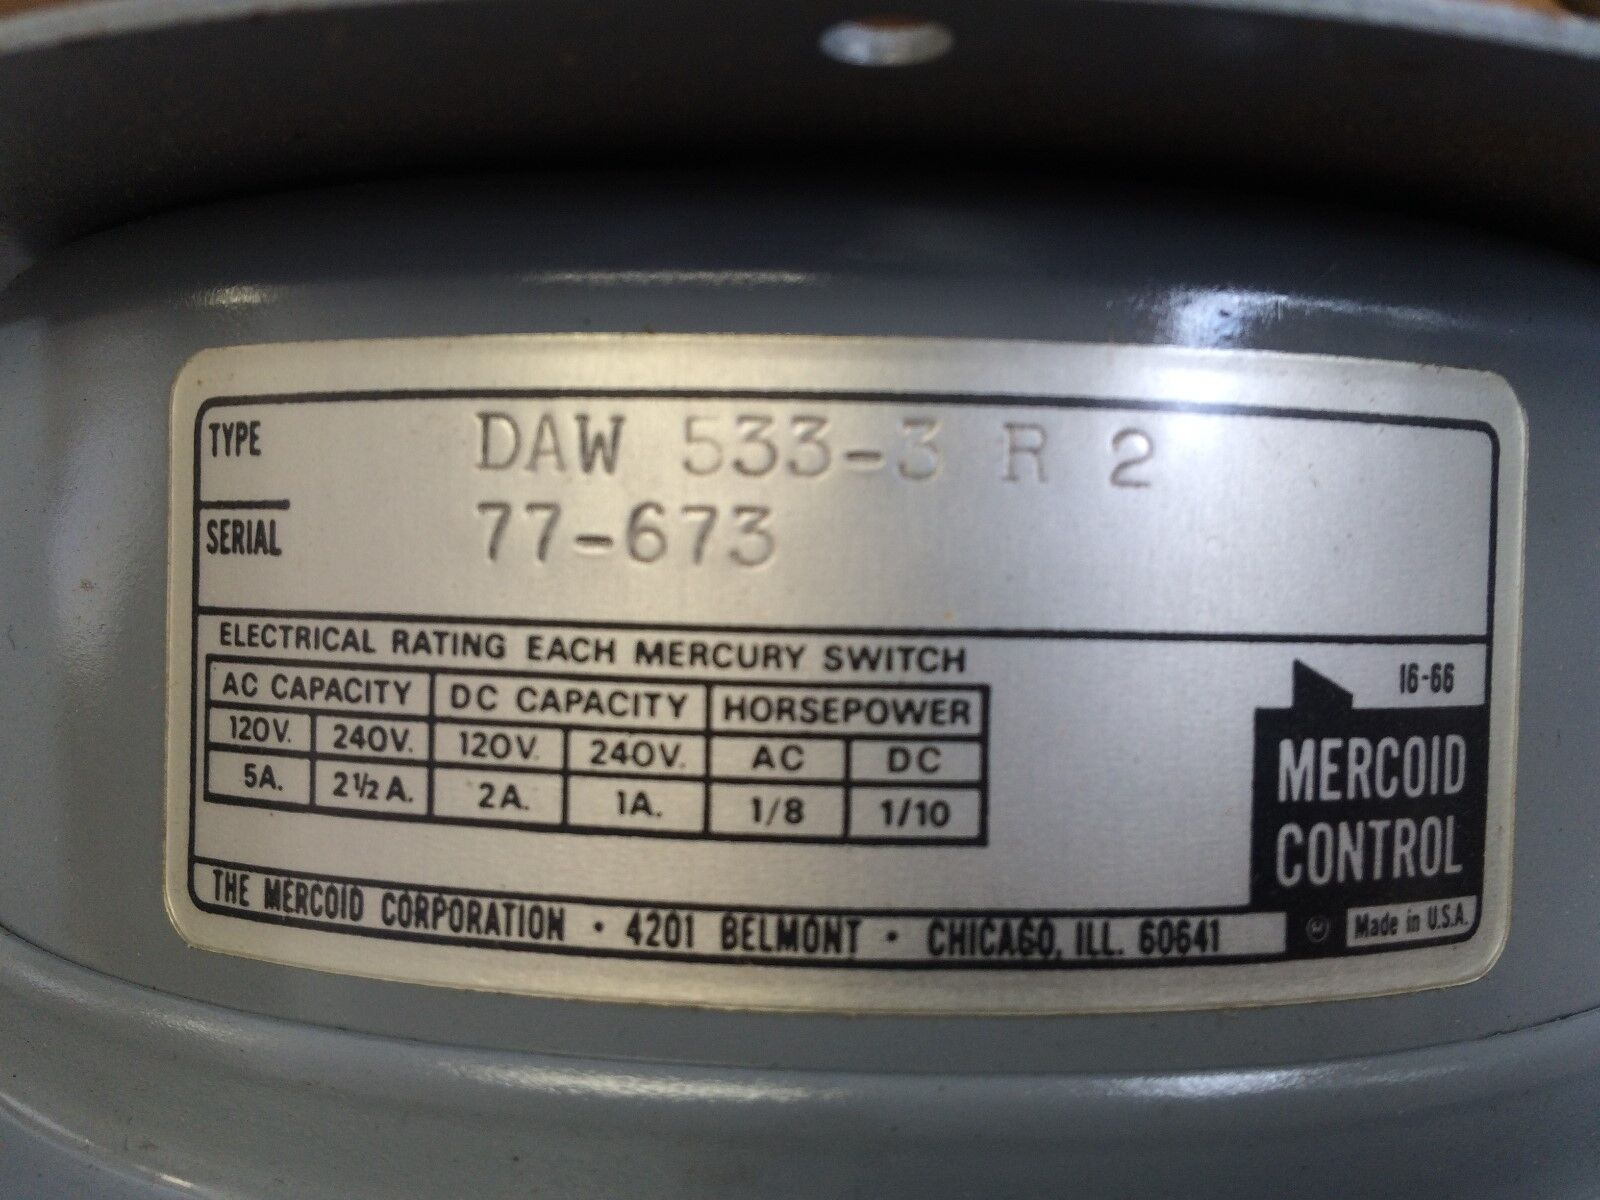 TYPE DAW 533-3 R 2
SERIAL 77-673
ELECTRICAL RATING EACH MERCURY SWITCH
AC CAPACITY DC CAPACITY HORSEPOWER
120V. 240V. 120V. 240V. AC DC
5A. 2½A. 2A. 1A. 1/8 1/10
16-66
MERCOID
CONTROL
THE MERCOID CORPORATION • 4201 BELMONT • CHICAGO, ILL. 60641
Made in U.S.A.